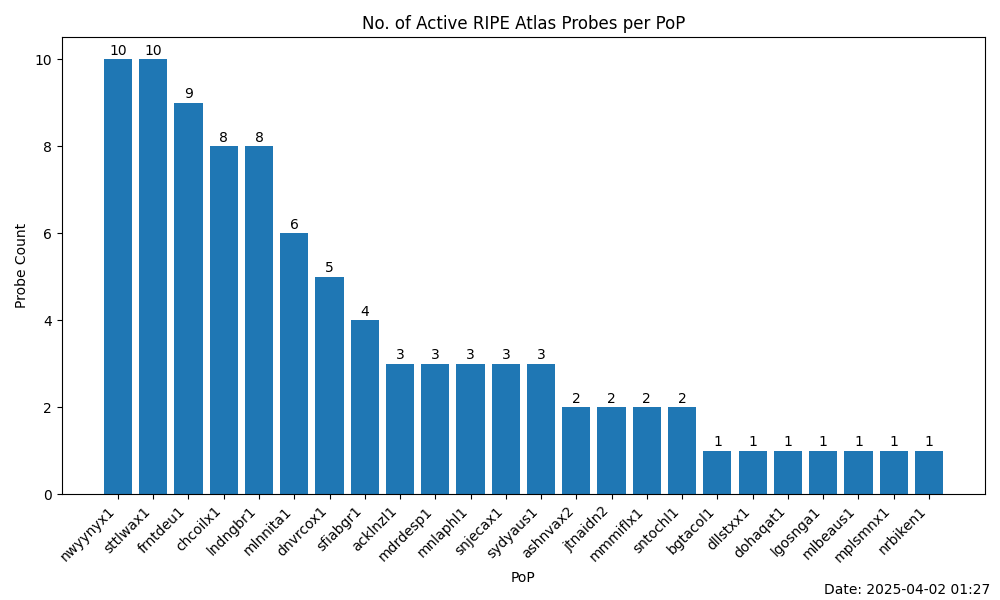 No. of Active RIPE Atlas Probes per PoP
Probe Count
10
8
6
4
2
0
10 10 9 8 8 6 5 4 3 3 3 3 3 2 2 2 2 1 1 1 1 1 1 1
nwyynyx1 sttlwax1 frntdeu1 chcoilx1 lndngbr1 mlnnita1 dnvrcox1 sfiabgr1 acklnzl1 mdrdesp1 mnlaphl1 snjecax1 sydyaus1 ashnvax2 jtnaidn2 mmmiflx1 sntochl1 bgtacol1 dllstxx1 dohaqat1 lgosnga1 mlbeaus1 mplsmnx1 nrbiken1
PoP
Date: 2025-04-02 01:27